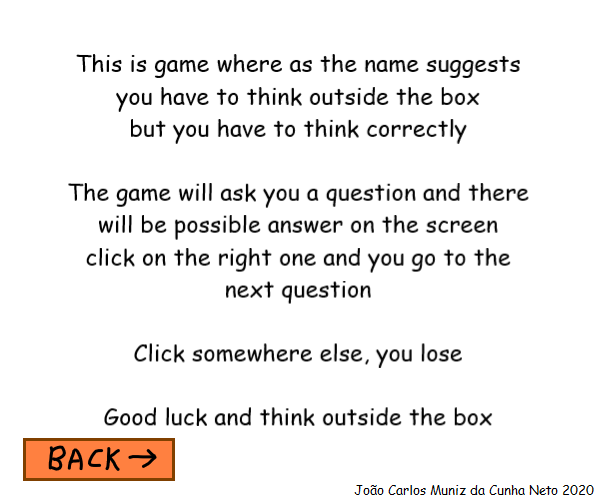 This is game where as the name suggests
you have to think outside the box
but you have to think correctly
The game will ask you a question and there
will be possible answer on the screen
click on the right one and you go to the
next question
Click somewhere else, you lose
Good luck and think outside the box
BACK →
João Carlos Muniz da Cunha Neto 2020